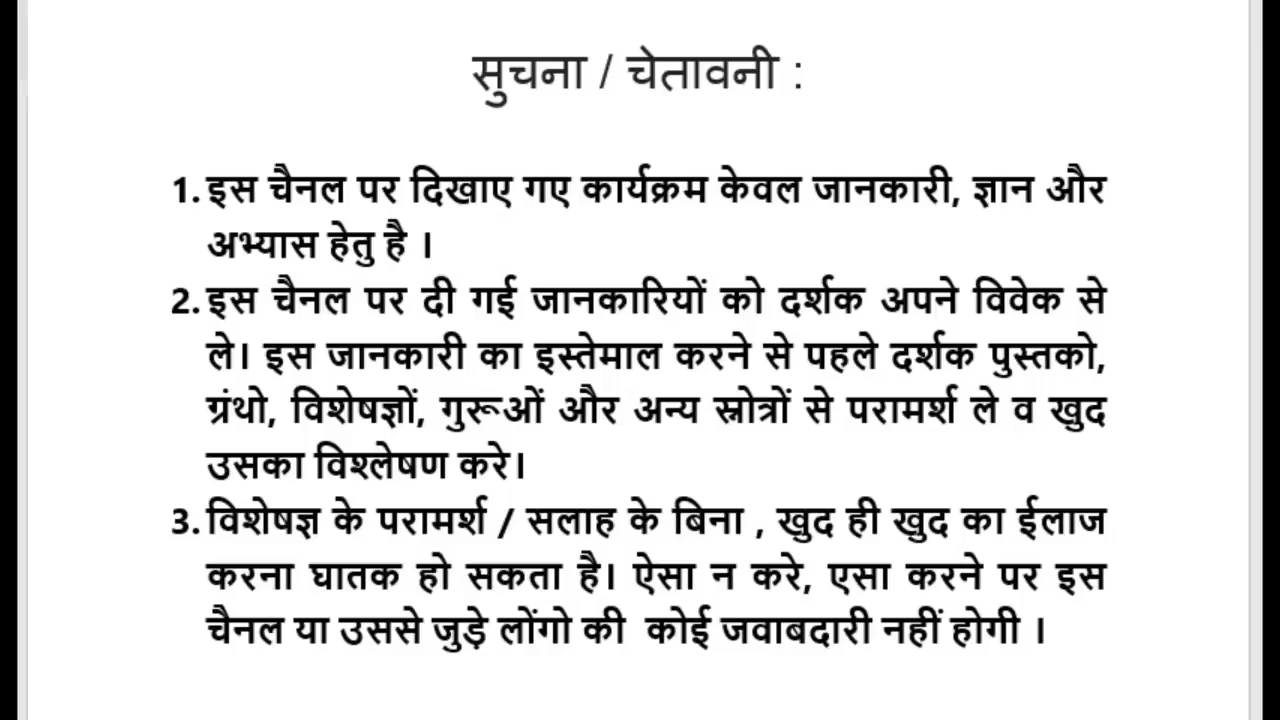 सुचना / चेतावनी :
1. इस चैनल पर दिखाए गए कार्यक्रम केवल जानकारी, ज्ञान और
अभ्यास हेतु है ।
2. इस चैनल पर दी गई जानकारियों को दर्शक अपने विवेक से
ले। इस जानकारी का इस्तेमाल करने से पहले दर्शक पुस्तको,
ग्रंथो, विशेषज्ञों, गुरूओं और अन्य स्त्रोत्रों से परामर्श ले व खुद
उसका विश्लेषण करे।
3. विशेषज्ञ के परामर्श / सलाह के बिना , खुद ही खुद का ईलाज
करना घातक हो सकता है। ऐसा न करे, एसा करने पर इस
चैनल या उससे जुड़े लोंगो की कोई जवाबदारी नहीं होगी ।